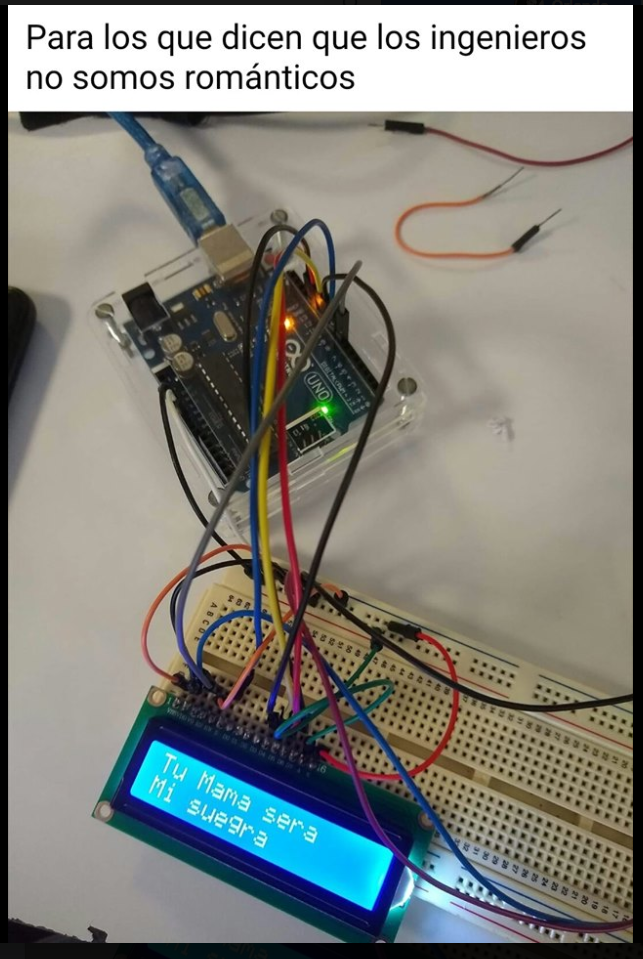 Para los que dicen que los ingenieros
no somos románticos
UNO
Tu Mama sera
Mi suegra